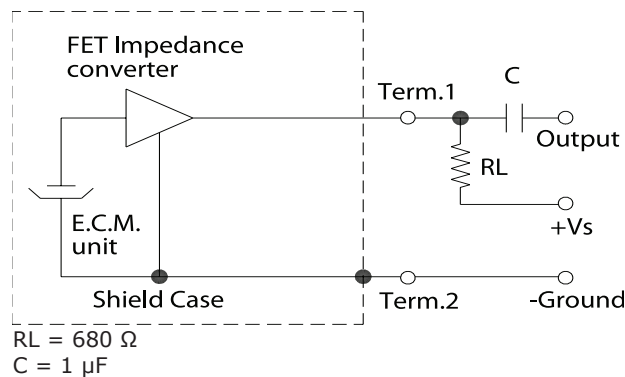 FET Impedance
converter
Term.1
C
Output
RL
+Vs
E.C.M.
unit
Shield Case
Term.2
-Ground
RL = 680 Ω
C = 1 µF